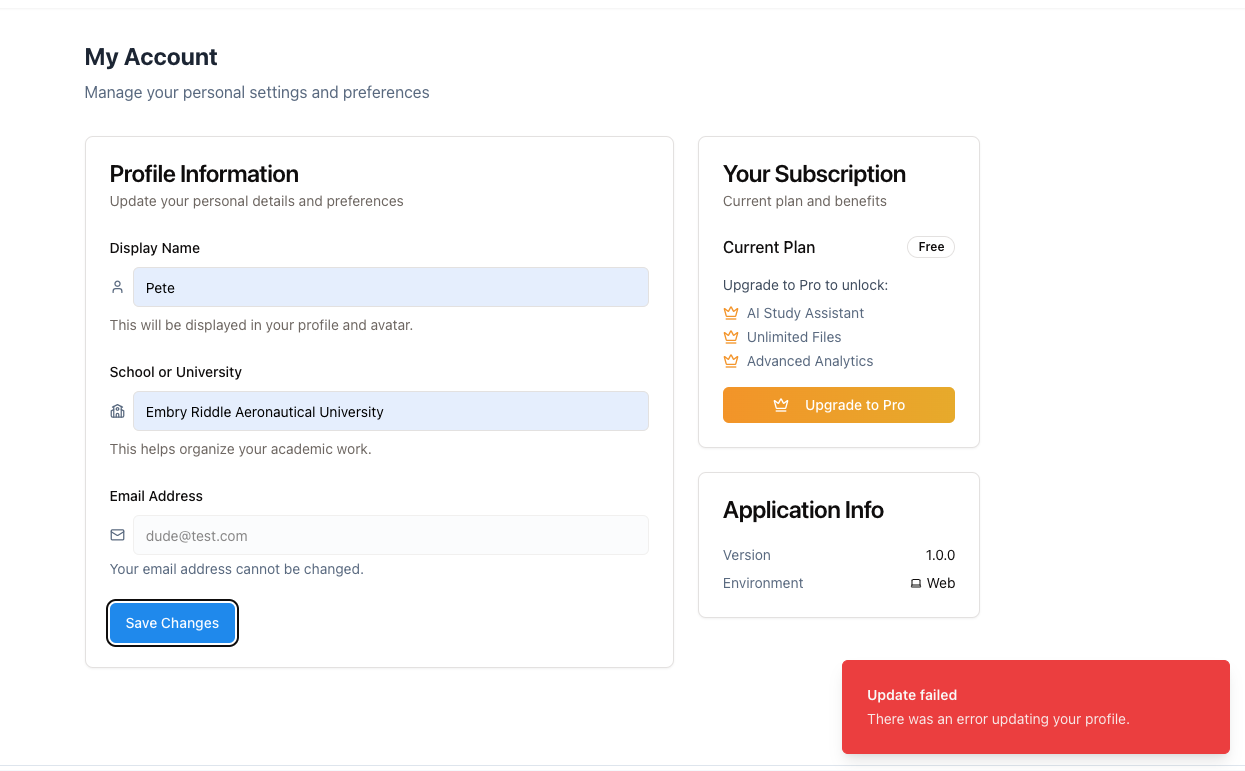 My Account
Manage your personal settings and preferences
Profile Information
Update your personal details and preferences
Display Name
Pete
This will be displayed in your profile and avatar.
School or University
Embry Riddle Aeronautical University
This helps organize your academic work.
Email Address
dude@test.com
Your email address cannot be changed.
Save Changes
Your Subscription
Current plan and benefits
Current Plan Free
Upgrade to Pro to unlock:
AI Study Assistant
Unlimited Files
Advanced Analytics
Upgrade to Pro
Application Info
Version 1.0.0
Environment Web
Update failed
There was an error updating your profile.